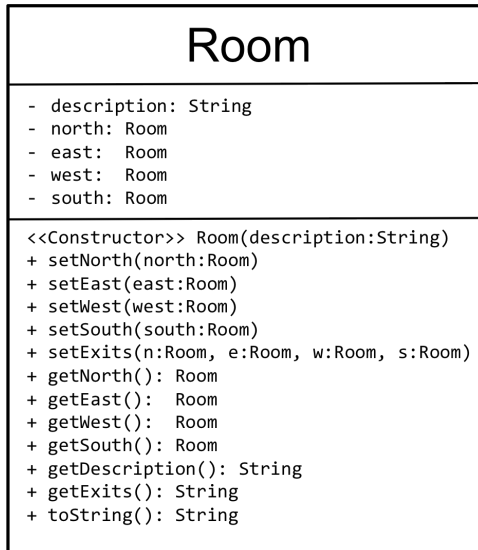 Room
- description: String
- north: Room
- east:  Room
- west:  Room
- south: Room
<<Constructor>> Room(description:String)
+ setNorth(north:Room)
+ setEast(east:Room)
+ setWest(west:Room)
+ setSouth(south:Room)
+ setExits(n:Room, e:Room, w:Room, s:Room)
+ getNorth(): Room
+ getEast():  Room
+ getWest():  Room
+ getSouth(): Room
+ getDescription(): String
+ getExits(): String
+ toString(): String